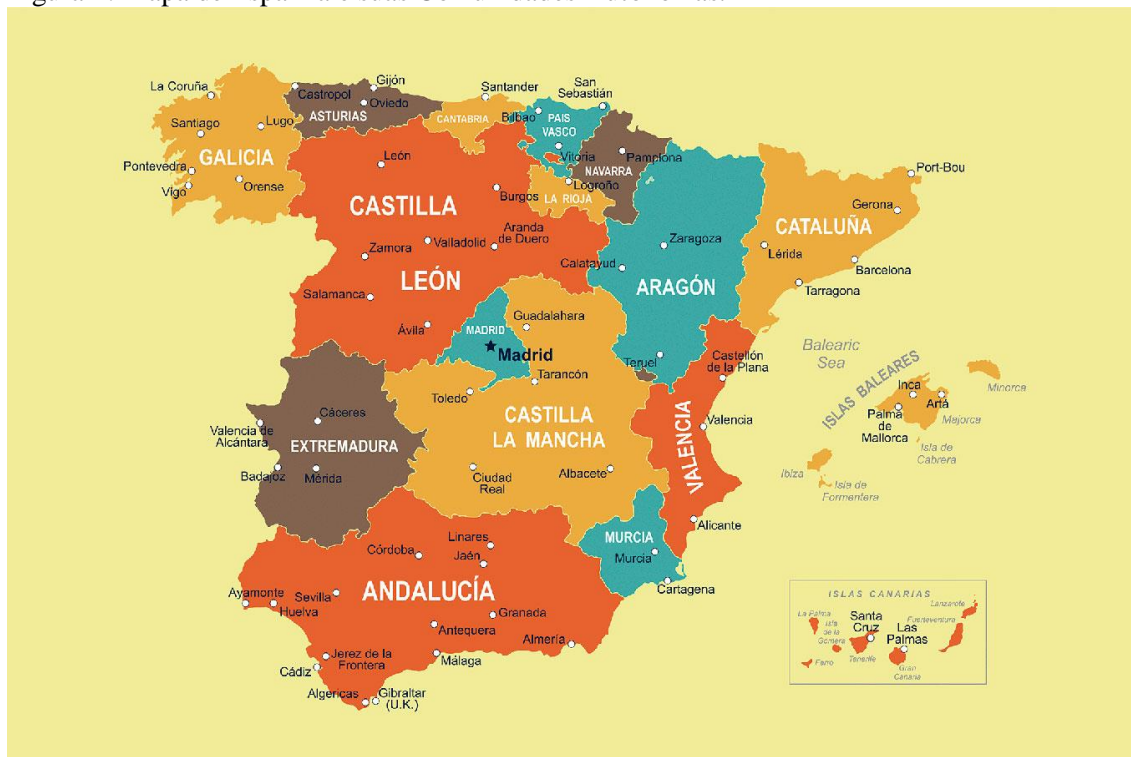 Gijón
La Coruña
Castropol
Oviedo
ASTURIAS
Santander
CANTABRIA
San
Sebastián
Bilbao
PAIS
VASCO
Vitoria
Santiago
Lugo
GALICIA
Pontevedra
Vigo
Orense
León
Pamplona
NAVARRA
Logroño
LA RIOJA
Burgos
CASTILLA
Port-Bou
Gerona
CATALUÑA
Lérida
Barcelona
Tarragona
Zaragoza
Calatayud
ARAGÓN
Teruel
Aranda
de Duero
Valladolid
Zamora
LEÓN
Salamanca
Ávila
MADRID
Madrid
Guadalahara
Tarancón
Toledo
CASTILLA
LA MANCHA
Ciudad
Real
Albacete
Castellón
de la Plana
Valencia
VALENCIA
Alicante
Balearic
Sea
ISLAS BALEARES
Minorca
Inca
Artá
Palma
de
Mallorca
Majorca
Isla de
Cabrera
Ibiza
Isla de
Formentera
Cáceres
Valencia de
Alcántara
EXTREMADURA
Badajoz
Mérida
MURCIA
Murcia
Cartagena
Linares
Córdoba
Jaén
ANDALUCÍA
Ayamonte
Huelva
Sevilla
Granada
Antequera
Almería
Jerez de la
Frontera
Cádiz
Málaga
Algericas
Gibraltar
(U.K.)
ISLAS CANARIAS
La Palma
Isla
de la
Gomera
Ferro
Santa
Cruz
Tenerife
Las
Palmas
Gran
Canaria
Fuerteventura
Lanzarote